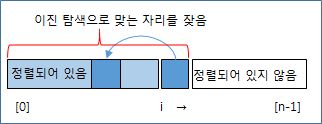 이진 탐색으로 맞는 자리를 잦음
정렬되어 있음 정렬되어 있지 않음
[0] i → [n-1]